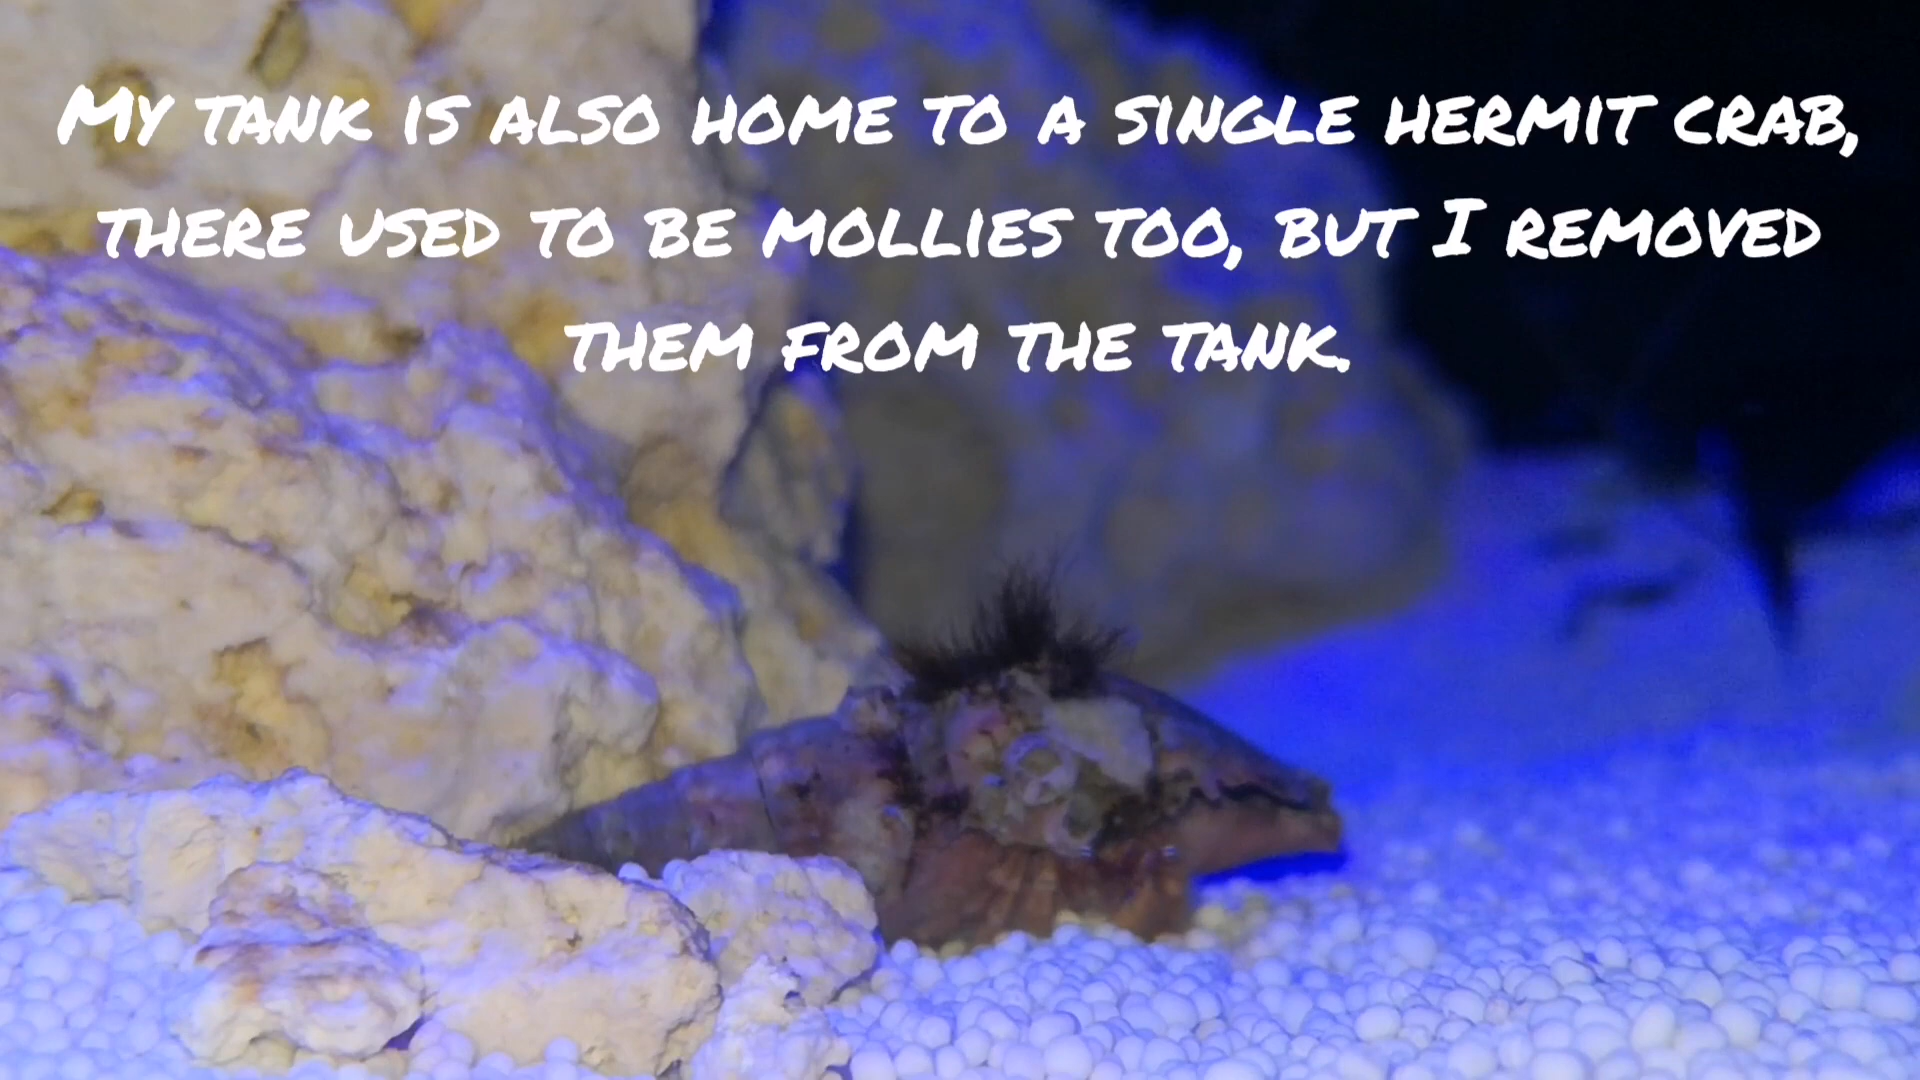 My tank is also home to a single hermit crab,
there used to be mollies too, but I removed
them from the tank.